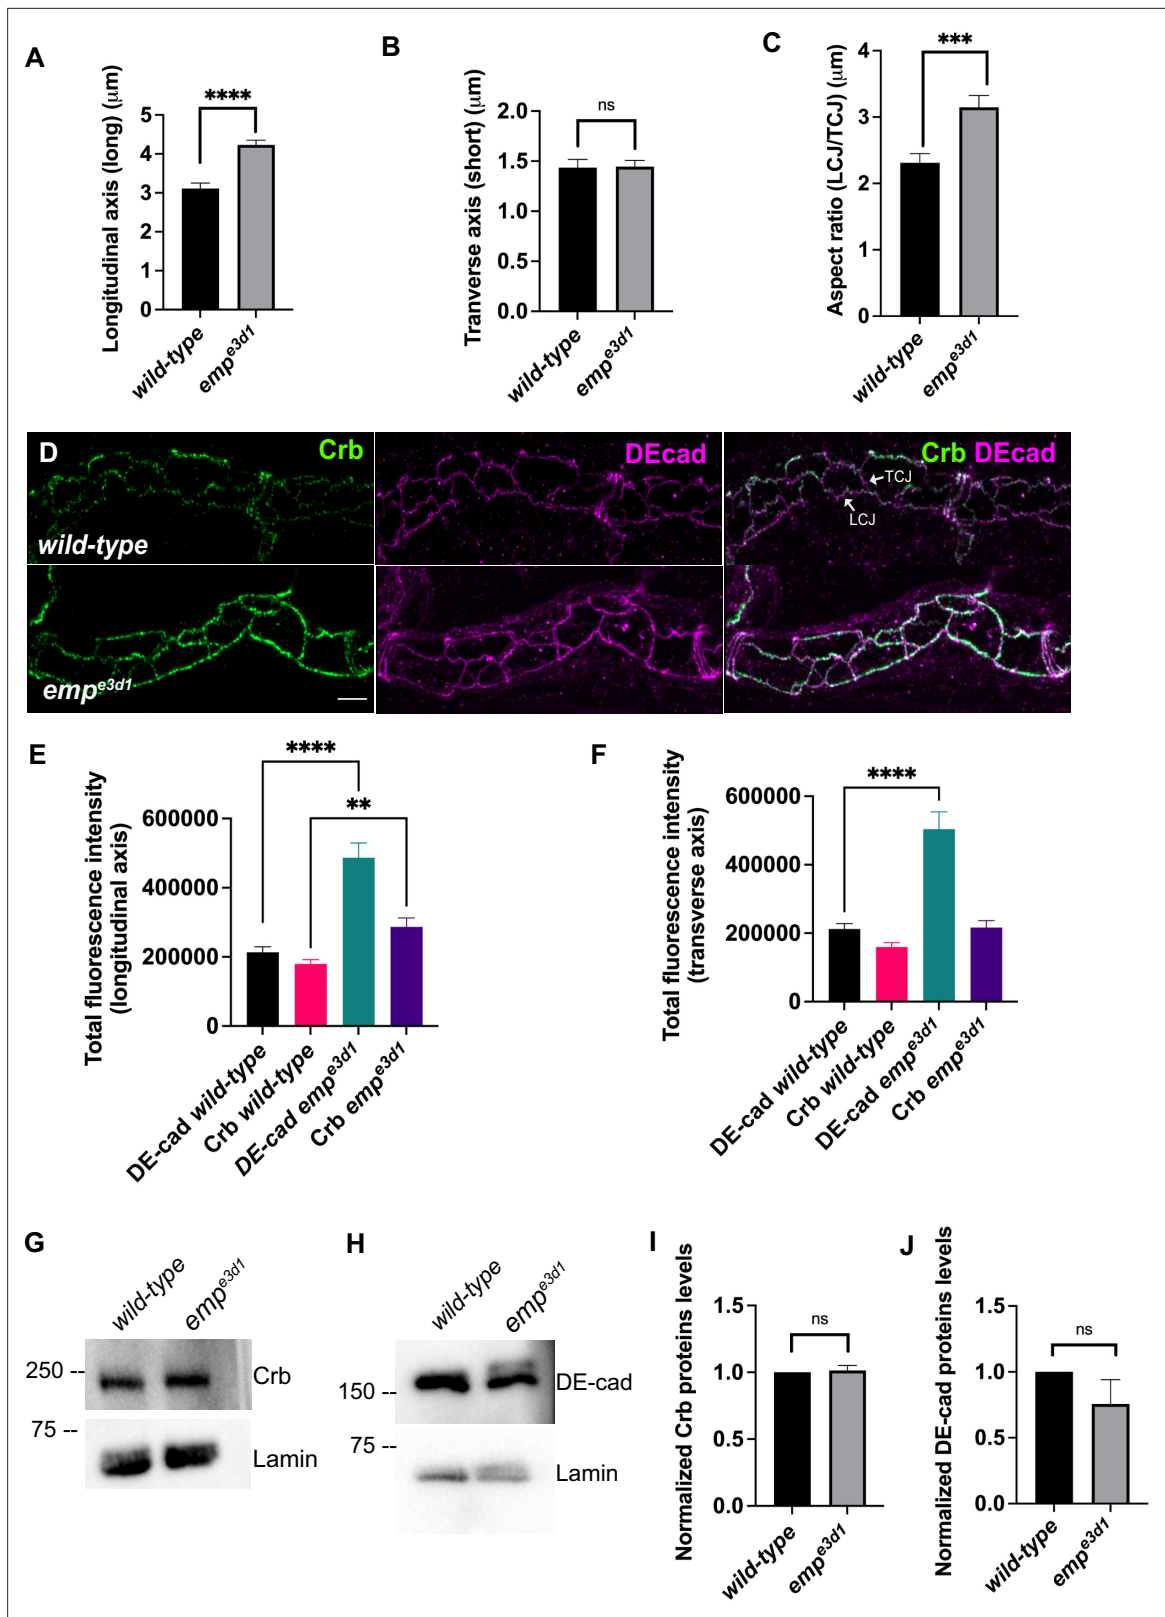 A
Longitudinal axis (long) (μm)
5
4
3
2
1
0
****
wild-type
emp^e3d1
B
Tranverse axis (short) (μm)
2.0
1.5
1.0
0.5
0.0
ns
wild-type
emp^e3d1
C
Aspect ratio (LCJ/TCJ) (μm)
4
3
2
1
0
***
wild-type
emp^e3d1
D
Crb
DEcad
Crb DEcad
TCJ
LCJ
wild-type
emp^e3d1
E
Total fluorescence intensity
(longitudinal axis)
600000
400000
200000
0
****
**
DE-cad wild-type
Crb wild-type
DE-cad emp^e3d1
Crb emp^e3d1
F
Total fluorescence intensity
(transverse axis)
600000
400000
200000
0
****
DE-cad wild-type
Crb wild-type
DE-cad emp^e3d1
Crb emp^e3d1
G
wild-type
emp^e3d1
250 --
Crb
75 --
Lamin
H
wild-type
emp^e3d1
150 --
DE-cad
75 --
Lamin
I
Normalized Crb proteins levels
1.5
1.0
0.5
0.0
ns
wild-type
emp^e3d1
J
Normalized DE-cad proteins levels
1.5
1.0
0.5
0.0
ns
wild-type
emp^e3d1